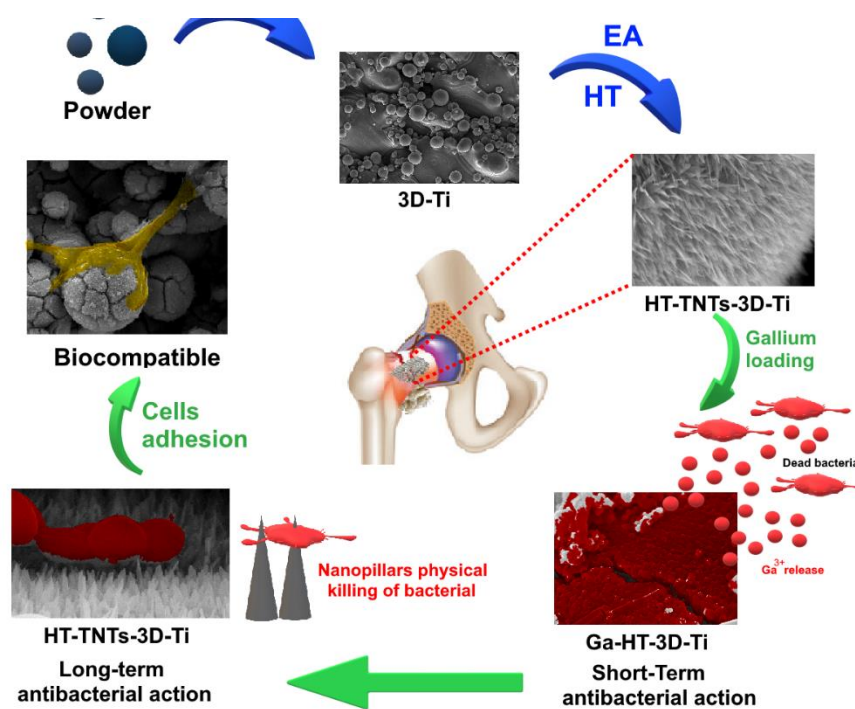 Powder
EA
HT
3D-Ti
HT-TNTs-3D-Ti
Biocompatible
Gallium
loading
Cells
adhesion
Dead bacteria
Ga3+ release
Nanopillars physical
killing of bacterial
HT-TNTs-3D-Ti
Long-term
antibacterial action
Ga-HT-3D-Ti
Short-Term
antibacterial action